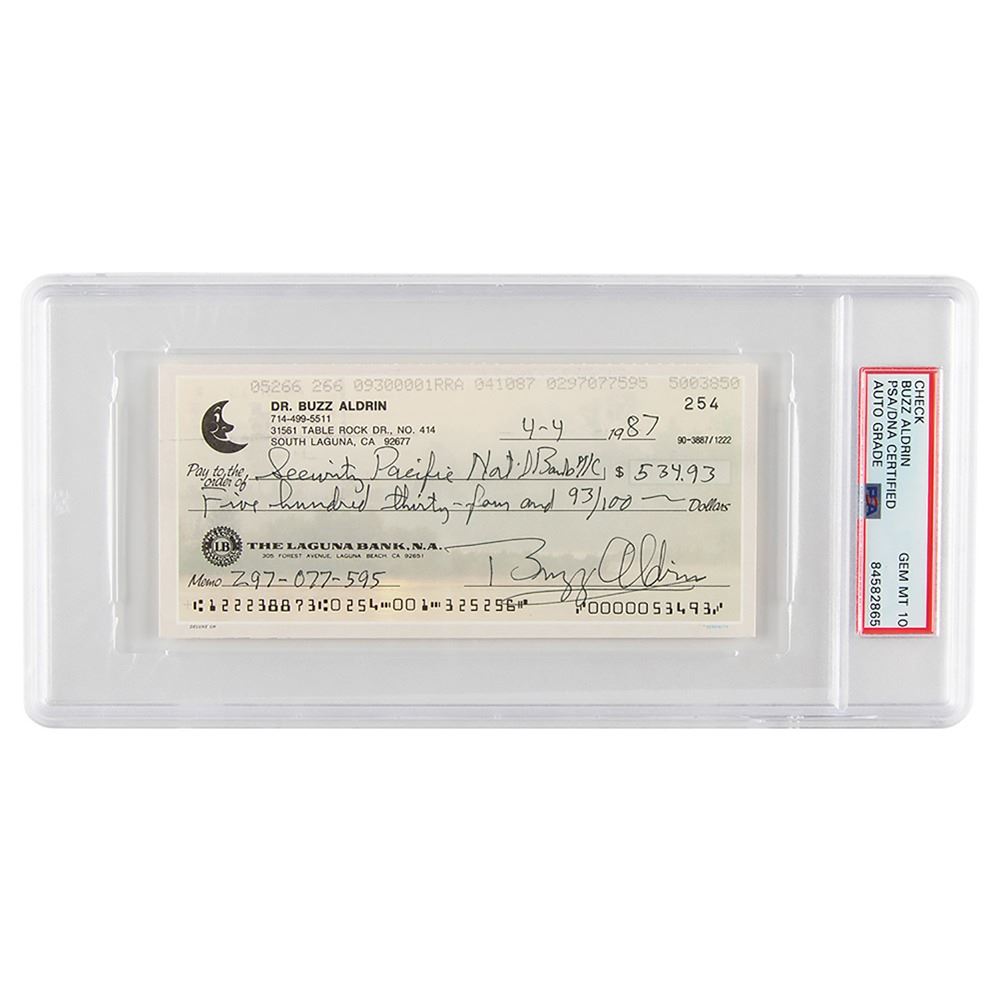 05266 266 09300001RRA 041087 0297077595 5003850
DR. BUZZ ALDRIN 254
714-499-5511
31561 TABLE ROCK DR., NO. 414
SOUTH LAGUNA, CA 92677
4-4 1987 90-3887/1222
Pay to the order of Security Pacific Nat'l Bank M/C $ 534.93
Five hundred thirty-four and 93/100 Dollars
LB THE LAGUNA BANK, N.A.
305 FOREST AVENUE, LAGUNA BEACH, CA 92651
Memo 297-077-595 Buzz Aldrin
⑆122238873⑆0254⑈001⑈325256⑈ ⑇0000053493⑇
DELUXE
CHECK
BUZZ ALDRIN
PSA/DNA CERTIFIED
AUTO GRADE
PSA
GEM MT 10
84582865